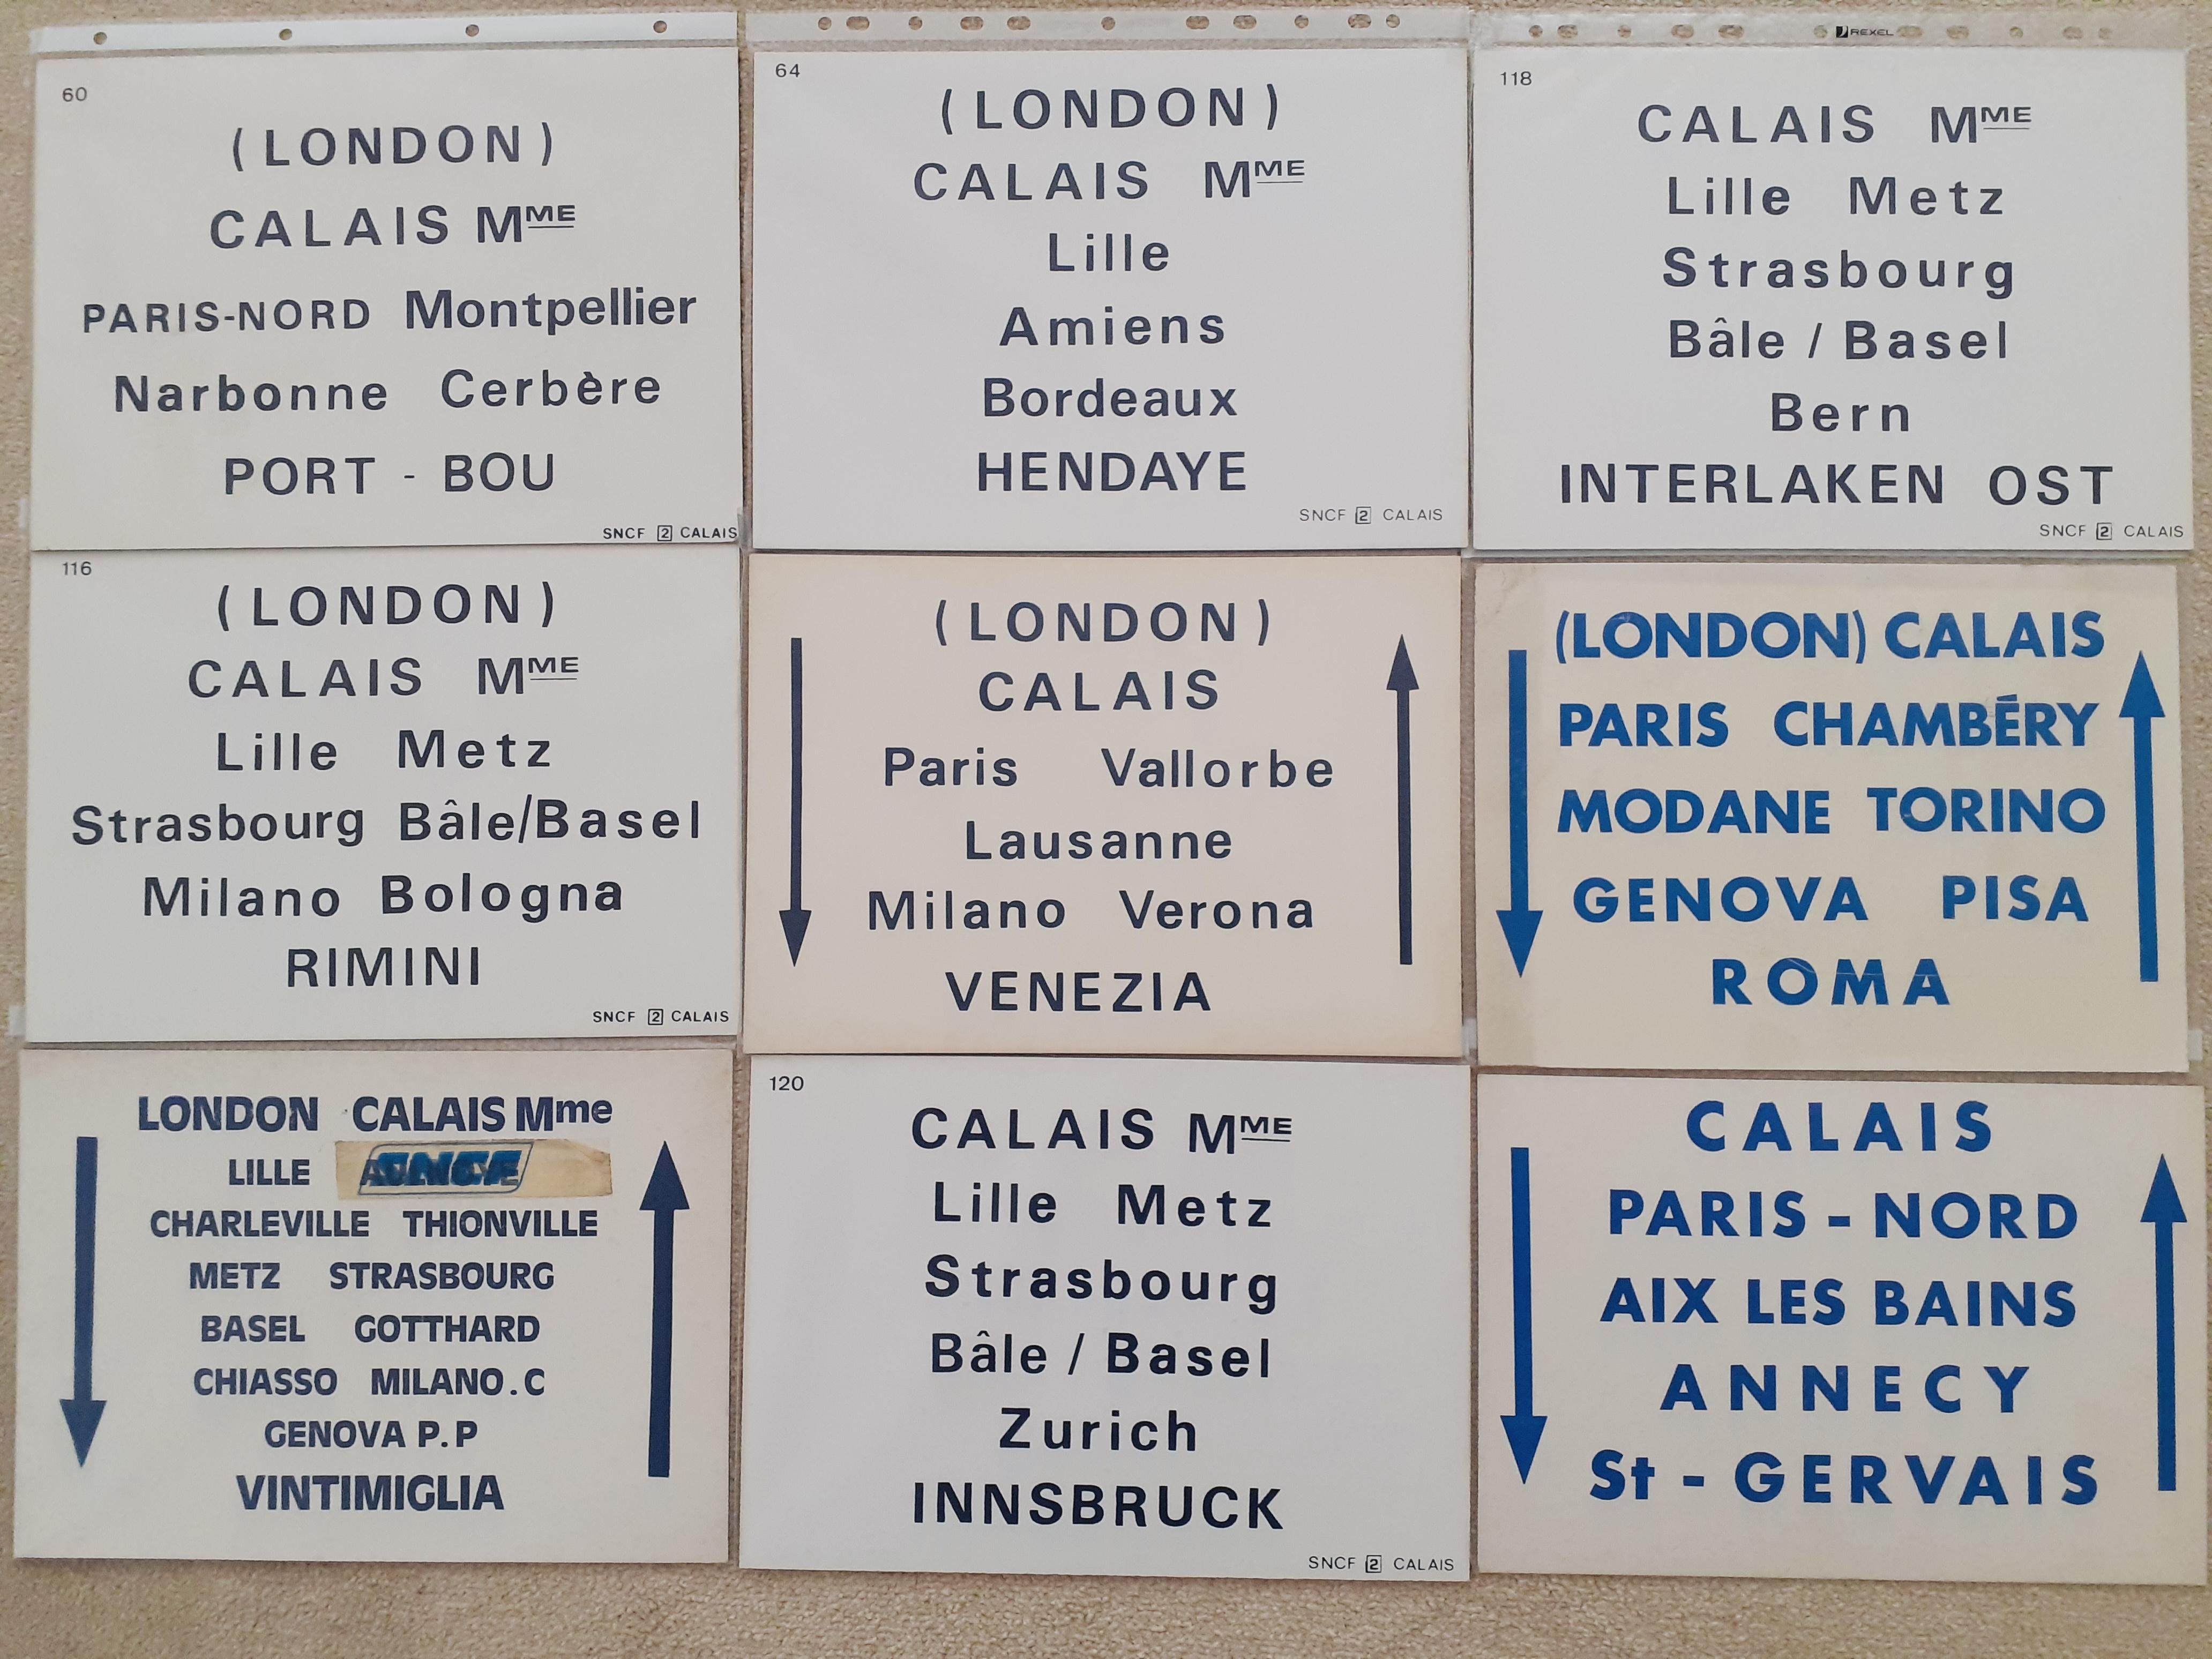 REXEL
60
(LONDON)
CALAIS MME
PARIS-NORD Montpellier
Narbonne Cerbère
PORT - BOU
SNCF 2 CALAIS
64
(LONDON)
CALAIS MME
Lille
Amiens
Bordeaux
HENDAYE
SNCF 2 CALAIS
118
CALAIS MME
Lille Metz
Strasbourg
Bâle / Basel
Bern
INTERLAKEN OST
SNCF 2 CALAIS
116
(LONDON)
CALAIS MME
Lille Metz
Strasbourg Bâle/Basel
Milano Bologna
RIMINI
SNCF 2 CALAIS
(LONDON)
CALAIS
Paris Vallorbe
Lausanne
Milano Verona
VENEZIA
(LONDON) CALAIS
PARIS CHAMBÉRY
MODANE TORINO
GENOVA PISA
ROMA
LONDON CALAIS Mme
LILLE SNCF
CHARLEVILLE THIONVILLE
METZ STRASBOURG
BASEL GOTTHARD
CHIASSO MILANO.C
GENOVA P.P
VINTIMIGLIA
120
CALAIS MME
Lille Metz
Strasbourg
Bâle / Basel
Zurich
INNSBRUCK
SNCF 2 CALAIS
CALAIS
PARIS - NORD
AIX LES BAINS
ANNECY
St - GERVAIS